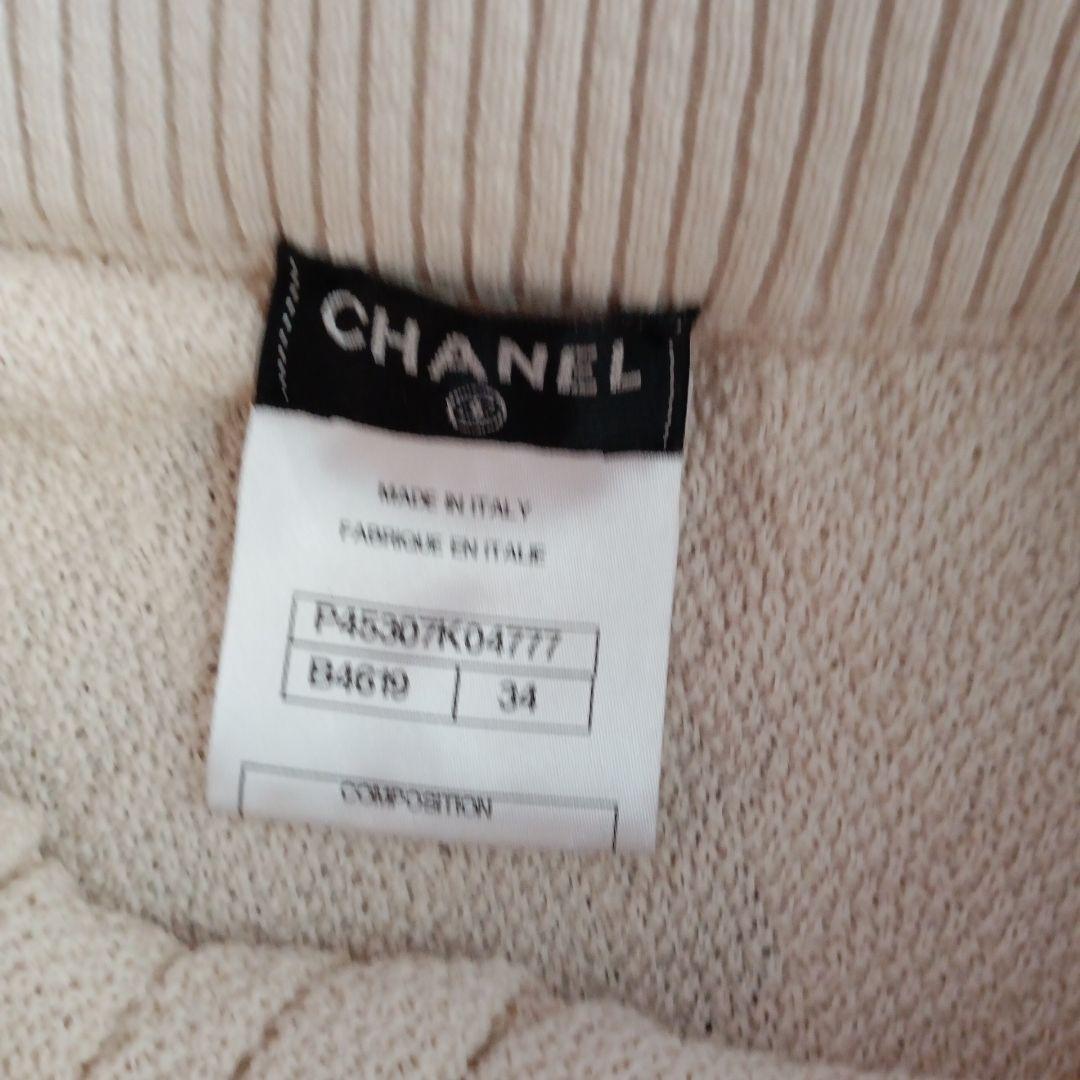 CHANEL
MADE IN ITALY
FABRIQUE EN ITALIE
P45307K04777
B4619 34
COMPOSITION